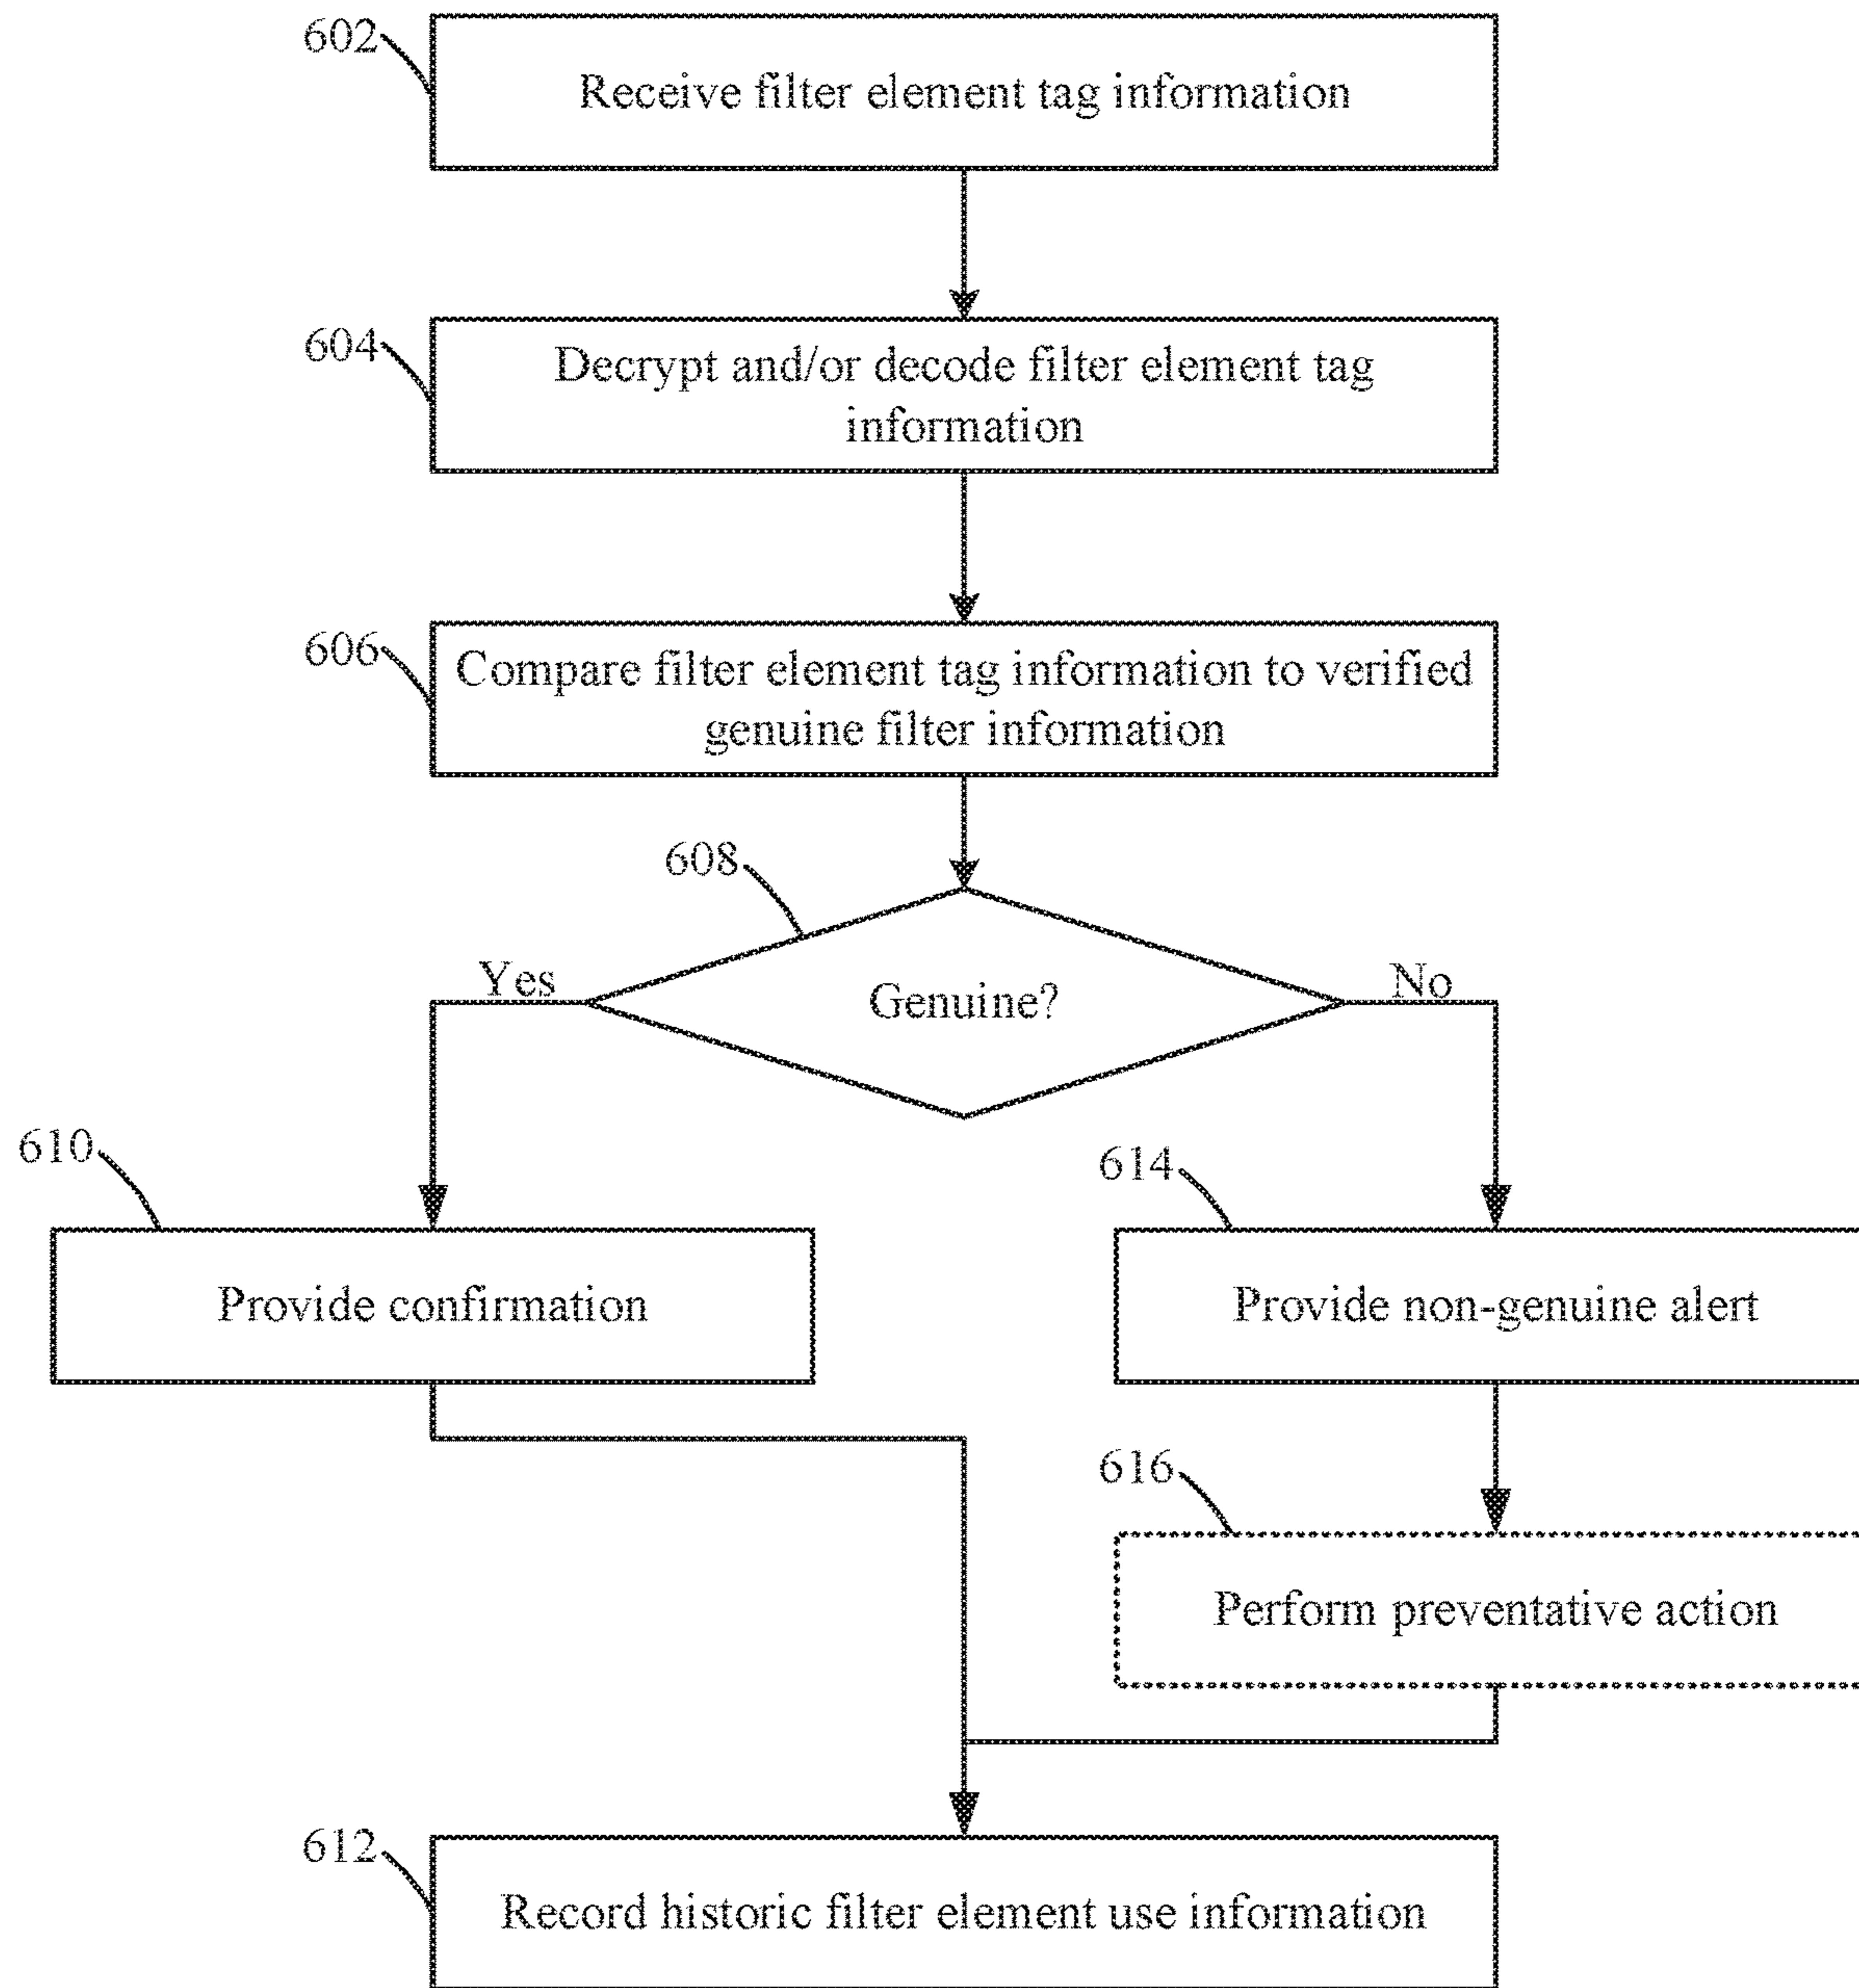 602
Receive filter element tag information
604
Decrypt and/or decode filter element tag
information
606
Compare filter element tag information to verified
genuine filter information
608
Yes
Genuine?
No
610
Provide confirmation
614
Provide non-genuine alert
616
Perform preventative action
612
Record historic filter element use information